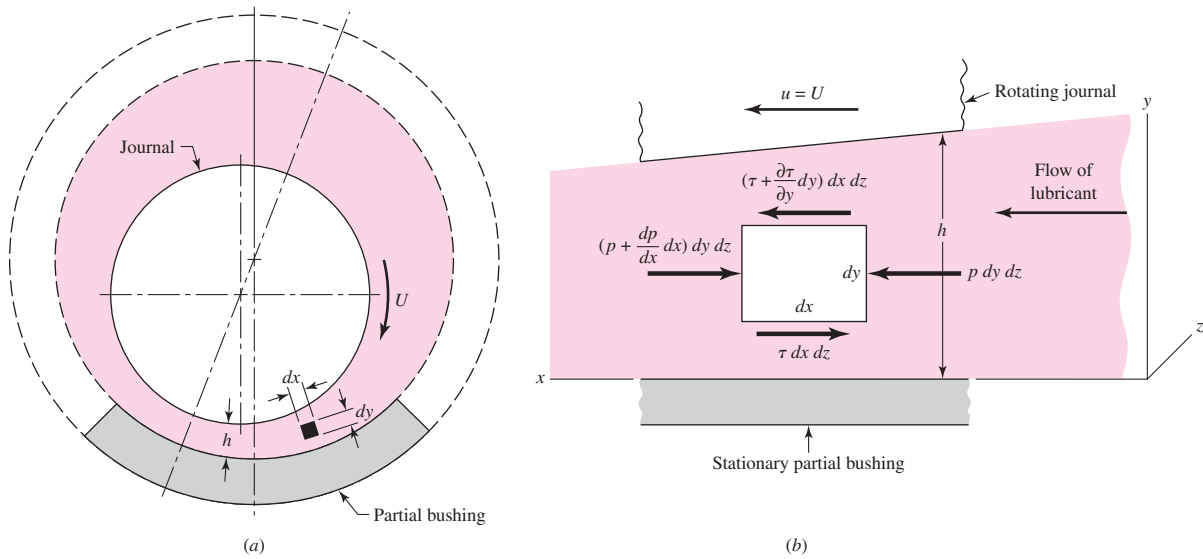 Journal
U
dx
dy
h
Partial bushing
(a)
u = U
Rotating journal
y
(τ + ∂τ/∂y dy) dx dz
Flow of
lubricant
h
(p + dp/dx dx) dy dz
dy
p dy dz
dx
z
τ dx dz
x
Stationary partial bushing
(b)